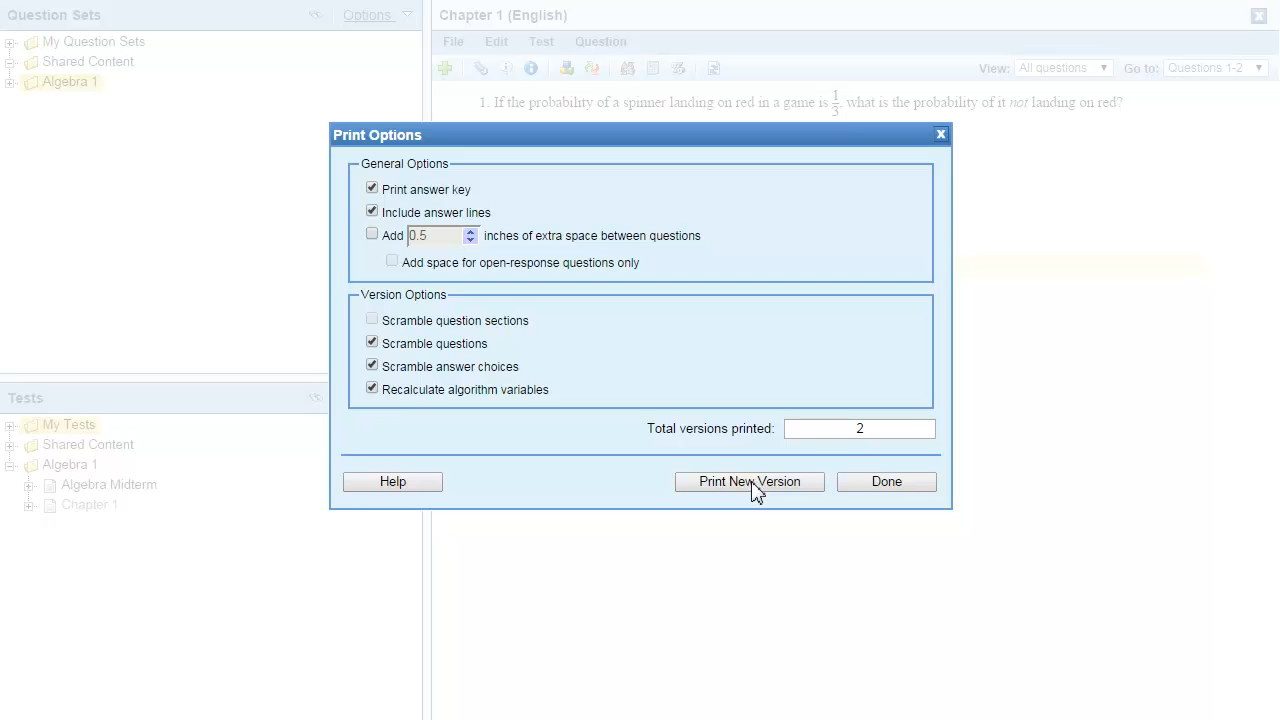 Question Sets
Options
Chapter 1 (English)
My Question Sets
Shared Content
Algebra 1
File Edit Test Question
View: All questions Go to: Questions 1-2
1. If the probability of a spinner landing on red in a game is 1/3, what is the probability of it not landing on red?
Print Options
General Options
Print answer key
Include answer lines
Add 0.5 inches of extra space between questions
Add space for open-response questions only
Version Options
Scramble question sections
Scramble questions
Scramble answer choices
Recalculate algorithm variables
Total versions printed: 2
Help Print New Version Done
Tests
My Tests
Shared Content
Algebra 1
Algebra Midterm
Chapter 1